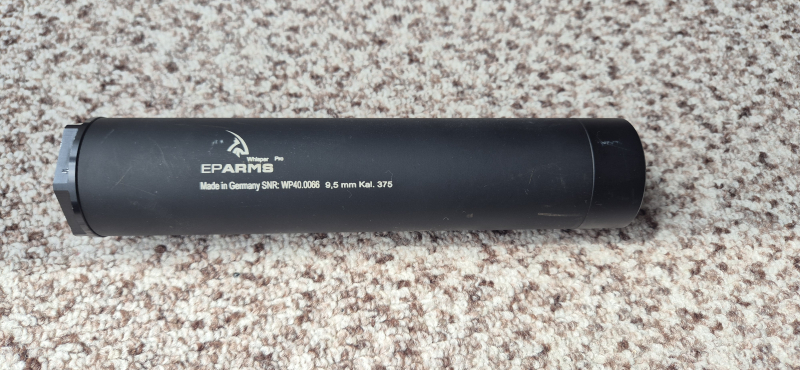 Whisper Pro
EPARMS
Made in Germany SNR: WP40.0066 9,5 mm Kal. 375